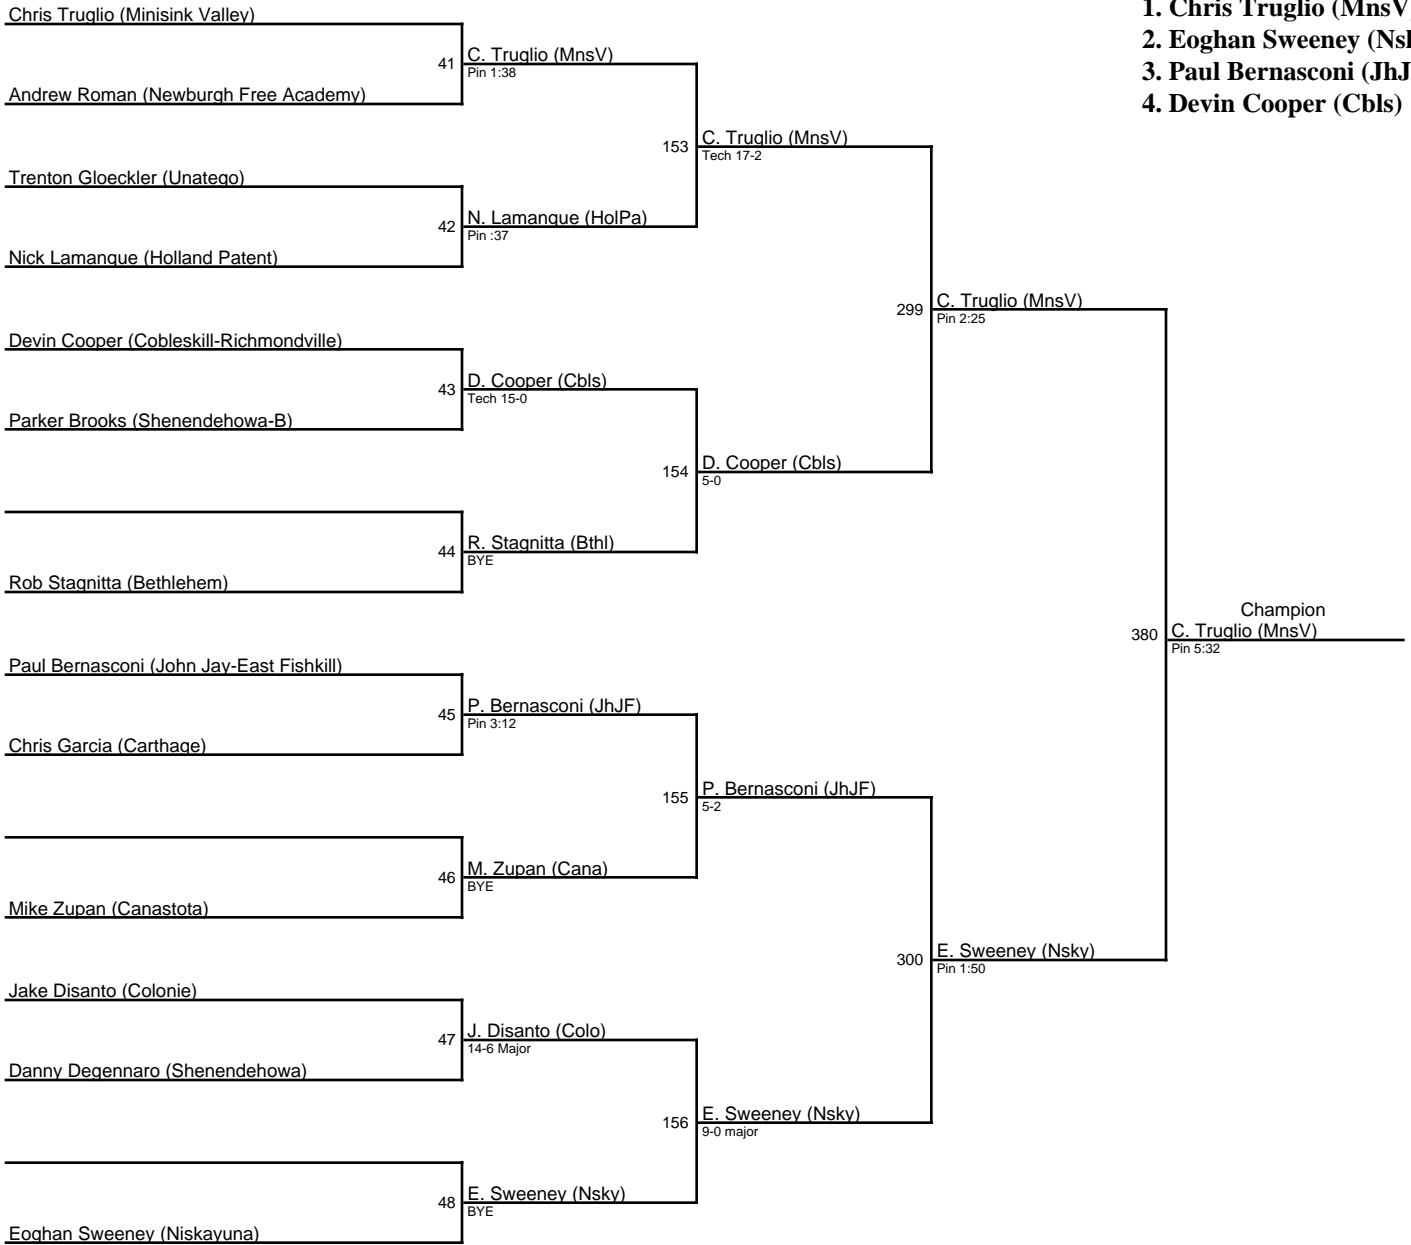 1. Chris Truglio (MnsV)
2. Eoghan Sweeney
3. Paul Bernasconi
4. Devin Cooper (Cbls)
Chris Truglio (Minisink Valley)
41
C. Truglio (MnsV)
Pin 1:38
Andrew Roman (Newburgh Free Academy)
153
C. Truglio (MnsV)
Tech 17-2
Trenton Gloeckler (Unatego)
42
N. Lamanque (HolPa)
Pin :37
Nick Lamanque (Holland Patent)
299
C. Truglio (MnsV)
Pin 2:25
Devin Cooper (Cobleskill-Richmondville)
43
D. Cooper (Cbls)
Tech 15-0
Parker Brooks (Shenendehowa-B)
154
D. Cooper (Cbls)
5-0
44
R. Stagnitta (Bthl)
BYE
Rob Stagnitta (Bethlehem)
Champion
380
C. Truglio (MnsV)
Pin 5:32
Paul Bernasconi (John Jay-East Fishkill)
45
P. Bernasconi (JhJF)
Pin 3:12
Chris Garcia (Carthage)
155
P. Bernasconi (JhJF)
5-2
46
M. Zupan (Cana)
BYE
Mike Zupan (Canastota)
300
E. Sweeney (Nsky)
Pin 1:50
Jake Disanto (Colonie)
47
J. Disanto (Colo)
14-6 Major
Danny Degennaro (Shenendehowa)
156
E. Sweeney (Nsky)
9-0 major
48
E. Sweeney (Nsky)
BYE
Eoghan Sweeney (Niskayuna)